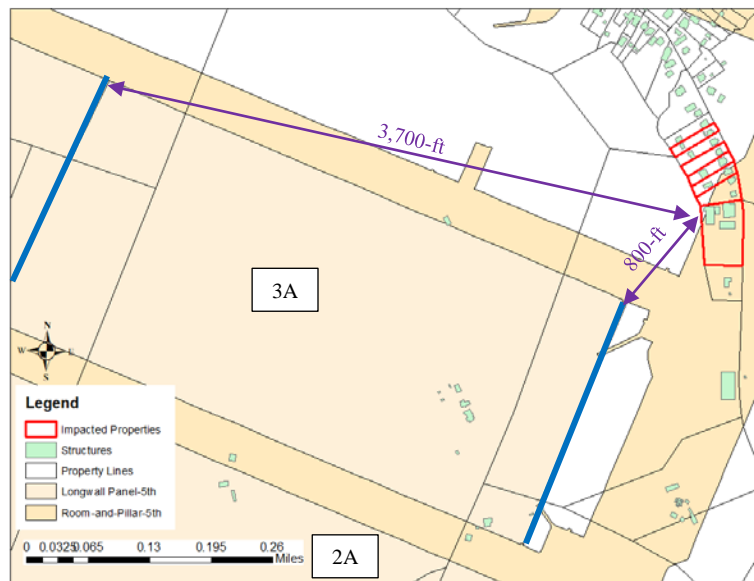 3,700-ft
800-ft
3A
N
W E
S
Legend
Impacted Properties
Structures
Property Lines
Longwall Panel-5th
Room-and-Pillar-5th
0 0.0325 0.065 0.13 0.195 0.26
Miles
2A